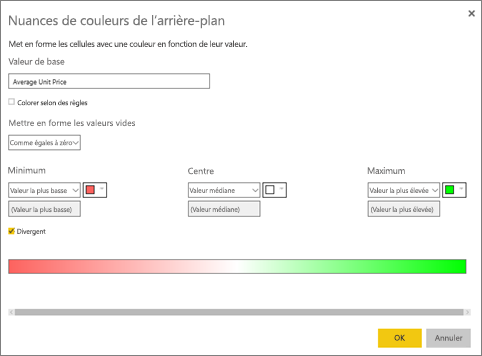 Nuances de couleurs de l’arrière-plan
Met en forme les cellules avec une couleur en fonction de leur valeur.
Valeur de base
Average Unit Price
Colorer selon des règles
Mettre en forme les valeurs vides
Comme égales à zéro
Minimum Centre Maximum
Valeur la plus basse Valeur médiane Valeur la plus élevée
(Valeur la plus basse) (Valeur médiane) (Valeur la plus élevée)
Divergent
OK Annuler